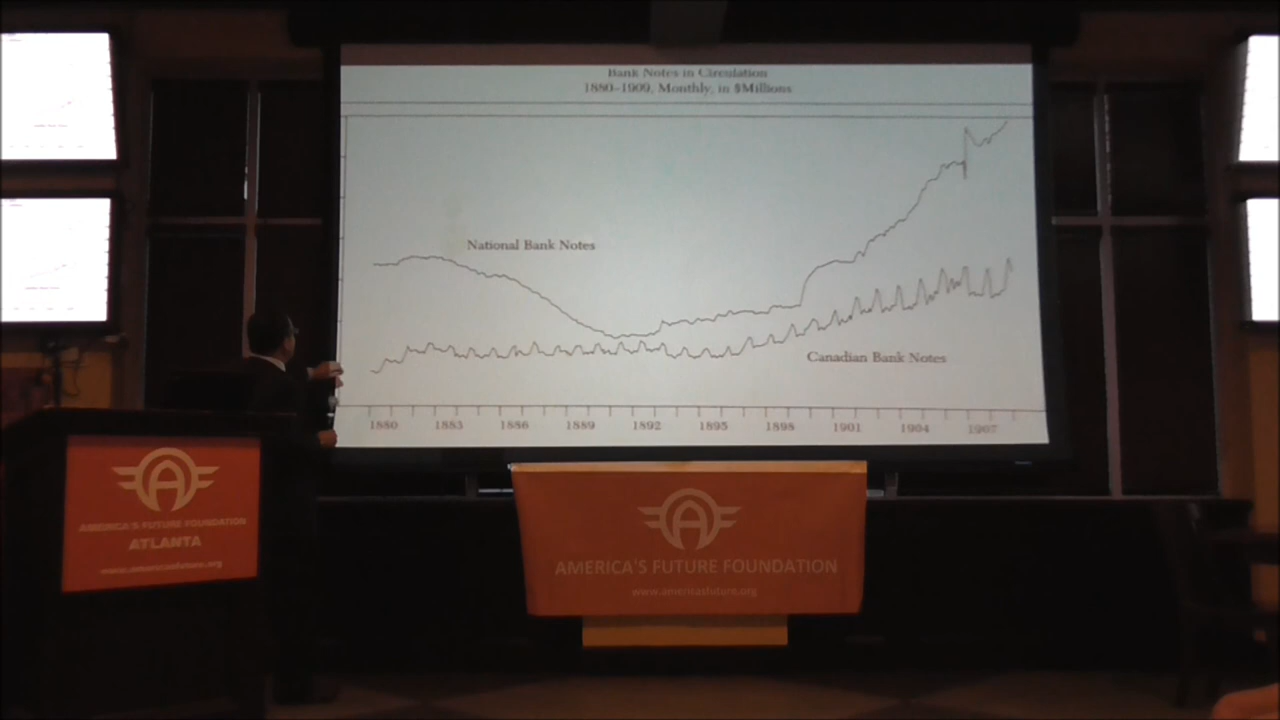 Bank Notes in Circulation
1880-1909, Monthly, in $Millions
National Bank Notes
Canadian Bank Notes
1880 1883 1886 1889 1892 1895 1898 1901 1904 1907
AMERICA'S FUTURE FOUNDATION
ATLANTA
www.americasfuture.org
AMERICA'S FUTURE FOUNDATION
www.americasfuture.org